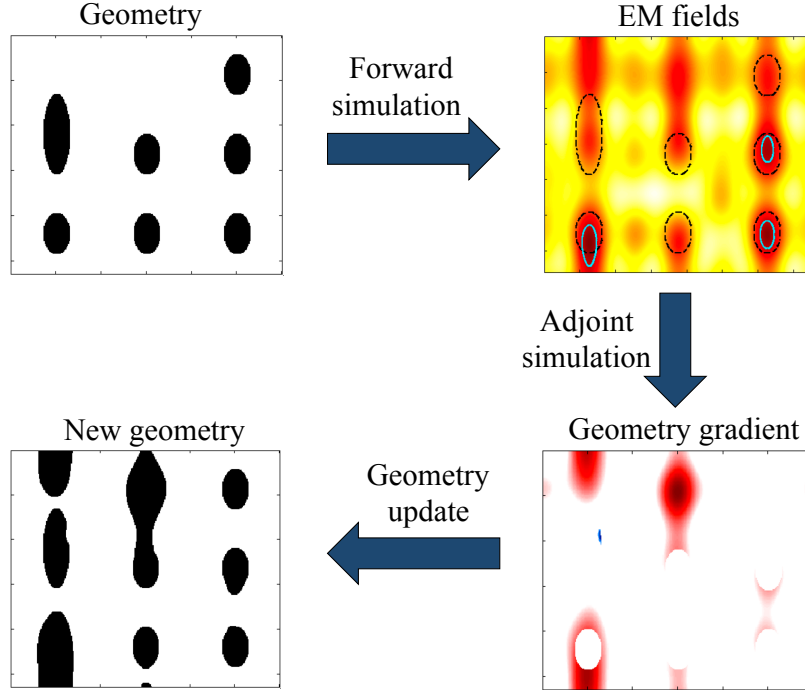 Geometry
EM fields
Forward
simulation
Adjoint
simulation
New geometry
Geometry gradient
Geometry
update